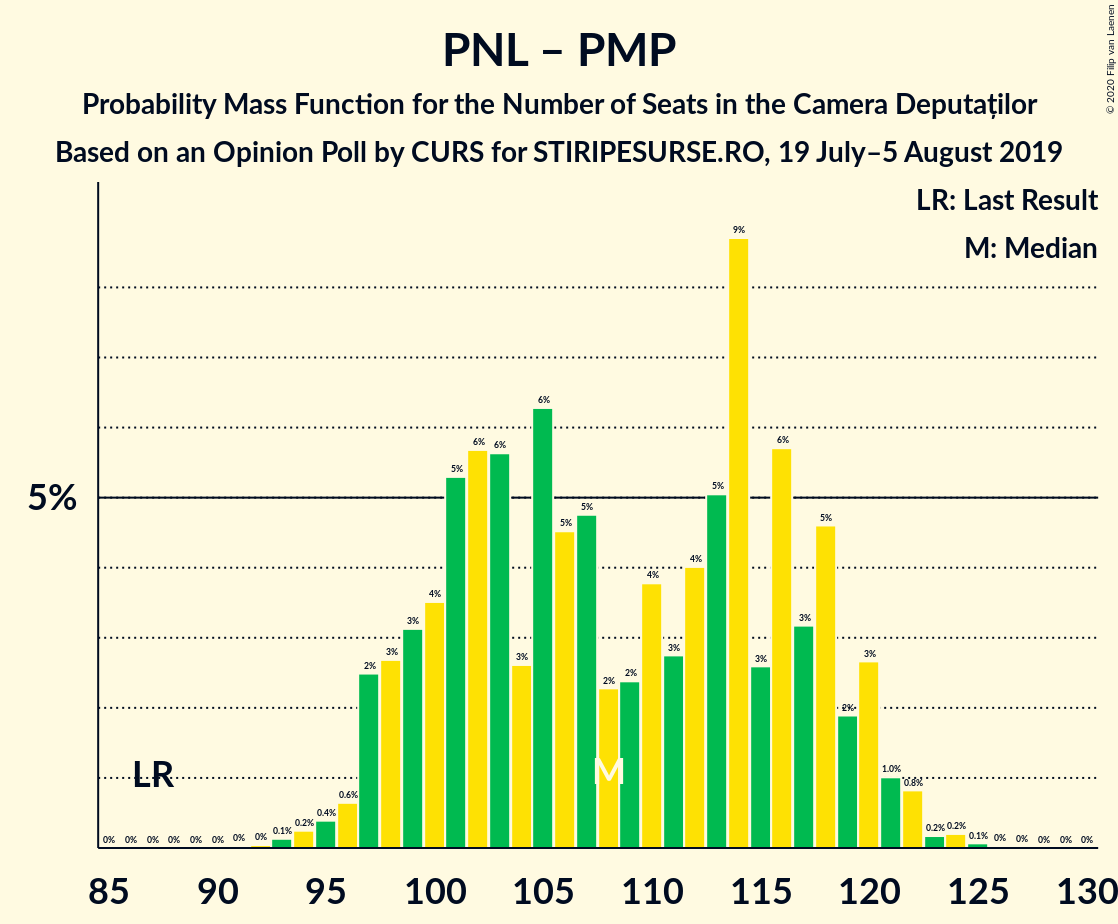 PNL – PMP
Probability Mass Function for the Number of Seats in the Camera Deputaților
Based on an Opinion Poll by CURS for STIRIPESURSE.RO, 19 July–5 August 2019
© 2020 Filip van Laenen
LR: Last Result
M: Median
5%
0% 0% 0% 0% 0% 0% 0% 0% 0.1% 0.2% 0.4% 0.6% 2% 3% 3% 4% 5% 6% 6% 3% 6% 5% 5% 2% 2% 4% 3% 4% 5% 9% 3% 6% 3% 5% 2% 3% 1.0% 0.8% 0.2% 0.2% 0.1% 0% 0% 0% 0% 0%
LR
M
85 90 95 100 105 110 115 120 125 130